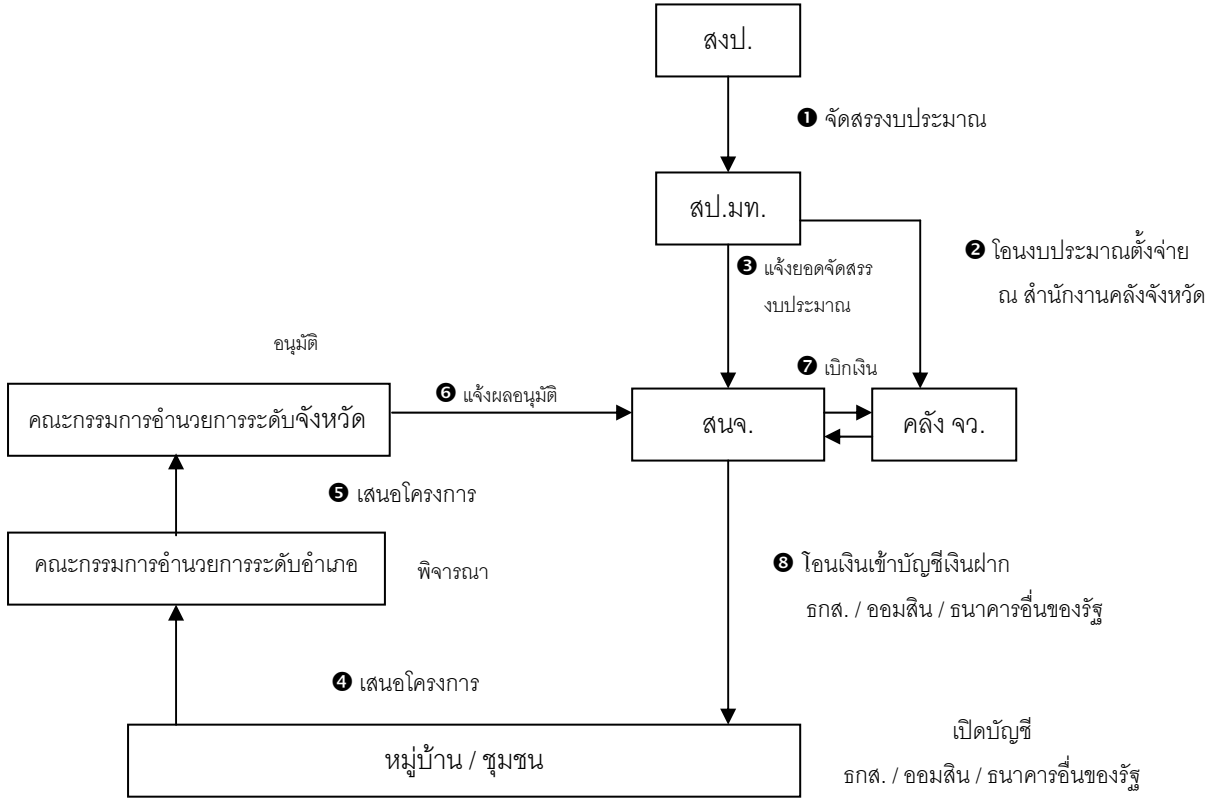 สงป.
❶ จัดสรรงบประมาณ
สป.มท.
❷ โอนงบประมาณตั้งจ่าย
ณ สำนักงานคลังจังหวัด
❸ แจ้งยอดจัดสรร
งบประมาณ
อนุมัติ
❼ เบิกเงิน
คณะกรรมการอำนวยการระดับจังหวัด
❻ แจ้งผลอนุมัติ
สนจ.
คลัง จว.
❺ เสนอโครงการ
คณะกรรมการอำนวยการระดับอำเภอ
พิจารณา
❽ โอนเงินเข้าบัญชีเงินฝาก
ธกส. / ออมสิน / ธนาคารอื่นของรัฐ
❹ เสนอโครงการ
หมู่บ้าน / ชุมชน
เปิดบัญชี
ธกส. / ออมสิน / ธนาคารอื่นของรัฐ